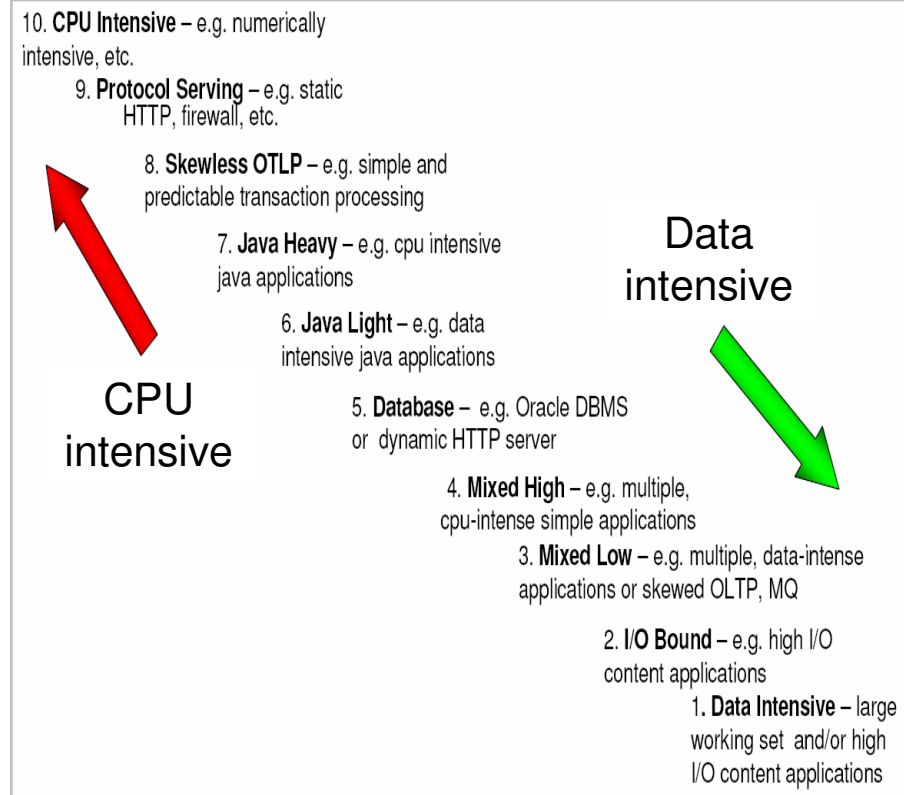 10. CPU Intensive – e.g. numerically
intensive, etc.
9. Protocol Serving – e.g. static
HTTP, firewall, etc.
8. Skewless OTLP – e.g. simple and
predictable transaction processing
7. Java Heavy – e.g. cpu intensive
java applications
Data
intensive
6. Java Light – e.g. data
intensive java applications
CPU
intensive
5. Database – e.g. Oracle DBMS
or dynamic HTTP server
4. Mixed High – e.g. multiple,
cpu-intense simple applications
3. Mixed Low – e.g. multiple, data-intense
applications or skewed OLTP, MQ
2. I/O Bound – e.g. high I/O
content applications
1. Data Intensive – large
working set and/or high
I/O content applications